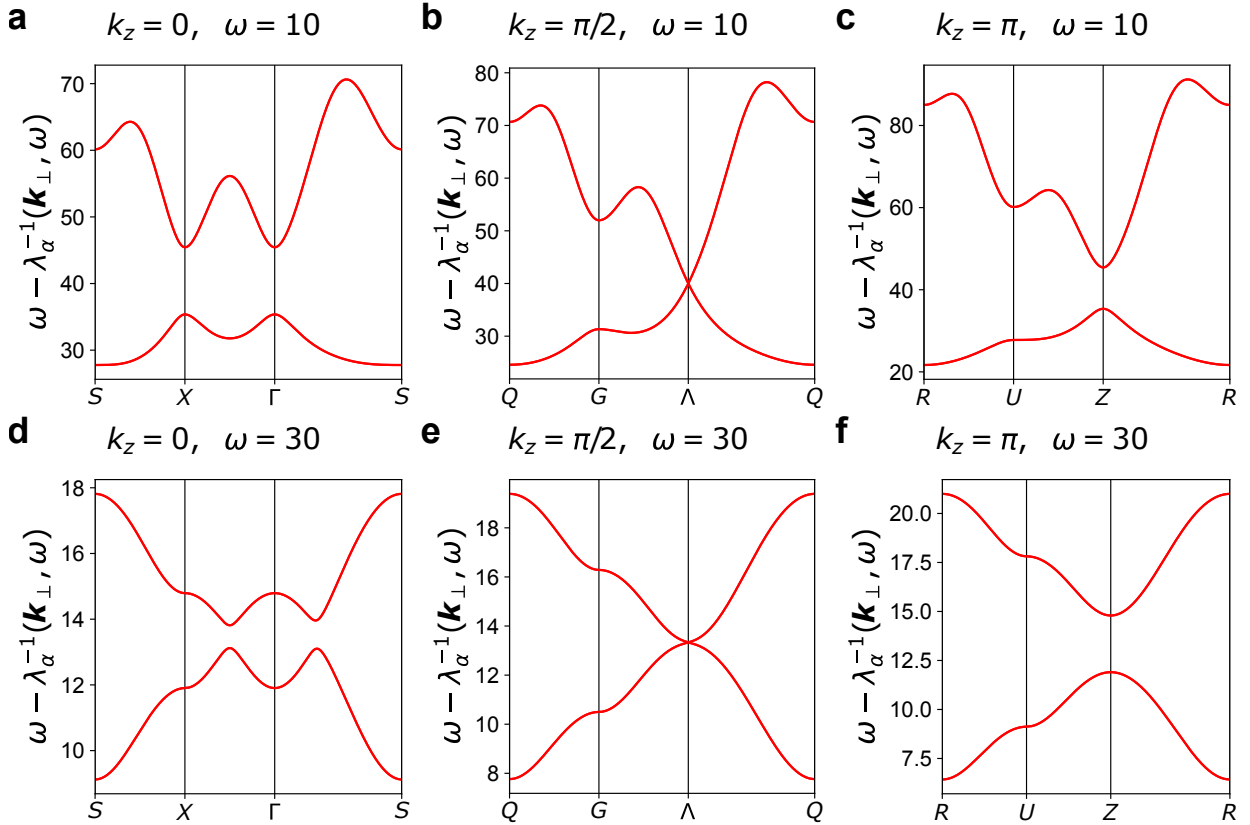 a
k_z = 0, ω = 10
ω − λ_α^{−1}(k_⊥, ω)
70
60
50
40
30
S X Γ S
b
k_z = π/2, ω = 10
ω − λ_α^{−1}(k_⊥, ω)
80
70
60
50
40
30
Q G Λ Q
c
k_z = π, ω = 10
ω − λ_α^{−1}(k_⊥, ω)
80
60
40
20
R U Z R
d
k_z = 0, ω = 30
ω − λ_α^{−1}(k_⊥, ω)
18
16
14
12
10
S X Γ S
e
k_z = π/2, ω = 30
ω − λ_α^{−1}(k_⊥, ω)
18
16
14
12
10
8
Q G Λ Q
f
k_z = π, ω = 30
ω − λ_α^{−1}(k_⊥, ω)
20.0
17.5
15.0
12.5
10.0
7.5
R U Z R